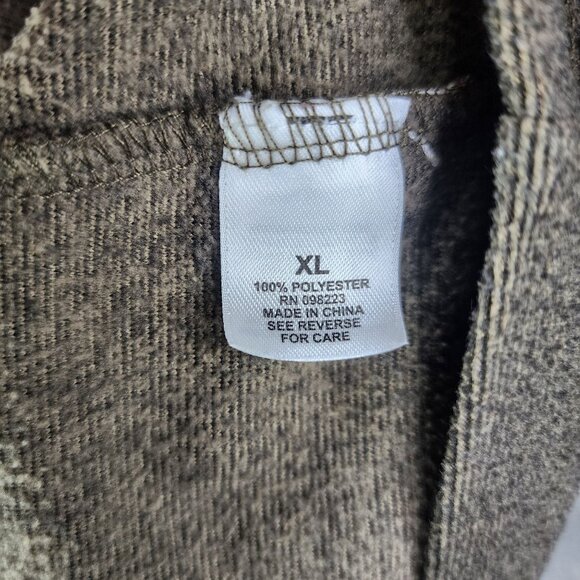 XL
100% POLYESTER
RN 098223
MADE IN CHINA
SEE REVERSE
FOR CARE